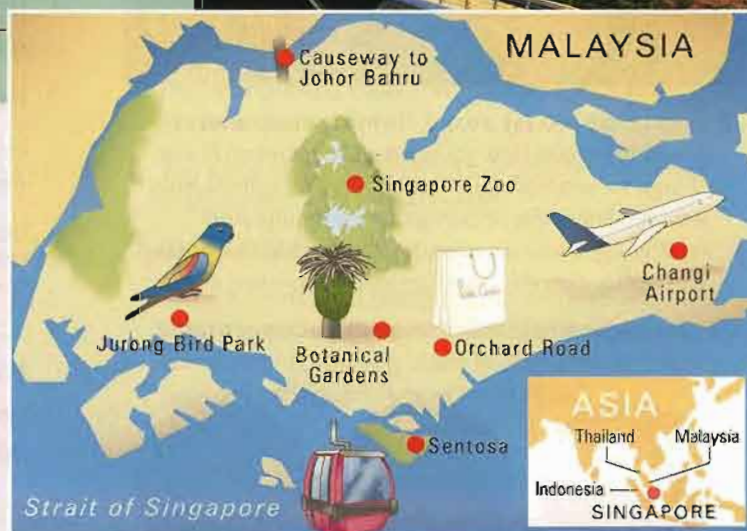 MALAYSIA
Causeway to
Johor Bahru
Singapore Zoo
Changi
Airport
Jurong Bird Park
Botanical
Gardens
Orchard Road
Sentosa
Strait of Singapore
ASIA
Thailand
Malaysia
Indonesia
SINGAPORE